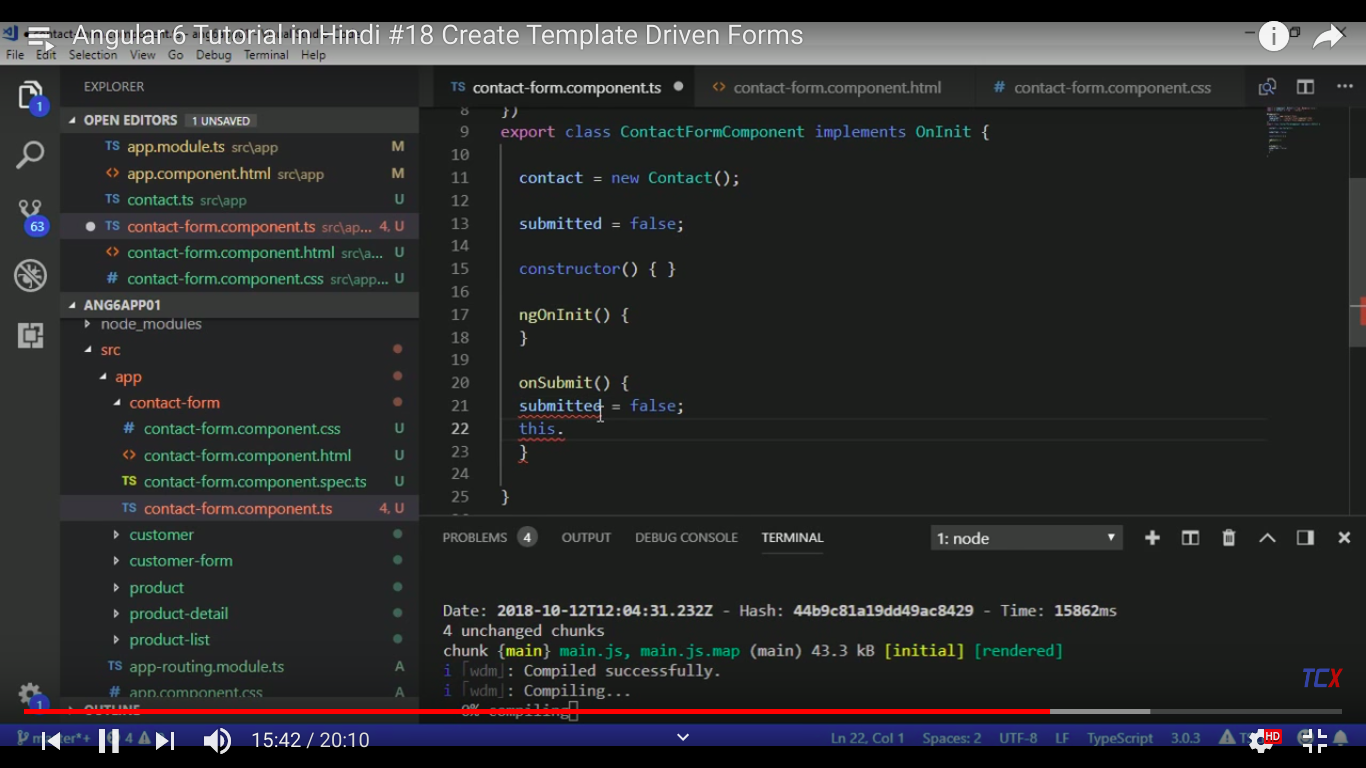 Angular 6 Tutorial in Hindi #18 Create Template Driven Forms
File Edit Selection View Go Debug Terminal Help
EXPLORER
OPEN EDITORS 1 UNSAVED
TS app.module.ts src\app M
<> app.component.html src\app M
TS contact.ts src\app U
TS contact-form.component.ts src\ap... 4, U
<> contact-form.component.html src\a... U
# contact-form.component.css src\app... U
ANG6APP01
node_modules
src
app
contact-form
# contact-form.component.css U
<> contact-form.component.html U
TS contact-form.component.spec.ts U
TS contact-form.component.ts 4, U
customer
customer-form
product
product-detail
product-list
TS app-routing.module.ts A
# app.component.css A
OUTLINE
1
63
1
TS contact-form.component.ts
<> contact-form.component.html
# contact-form.component.css
8 })
9 export class ContactFormComponent implements OnInit {
10
11 contact = new Contact();
12
13 submitted = false;
14
15 constructor() { }
16
17 ngOnInit() {
18 }
19
20 onSubmit() {
21 submitted = false;
22 this.
23 }
24
25 }
PROBLEMS 4 OUTPUT DEBUG CONSOLE TERMINAL 1: node
Date: 2018-10-12T12:04:31.232Z - Hash: 44b9c81a19dd49ac8429 - Time: 15862ms
4 unchanged chunks
chunk {main} main.js, main.js.map (main) 43.3 kB [initial] [rendered]
i ｢wdm｣: Compiled successfully.
i ｢wdm｣: Compiling...
0% compiling
TCX
15:42 / 20:10
Ln 22, Col 1 Spaces: 2 UTF-8 LF TypeScript 3.0.3
HD